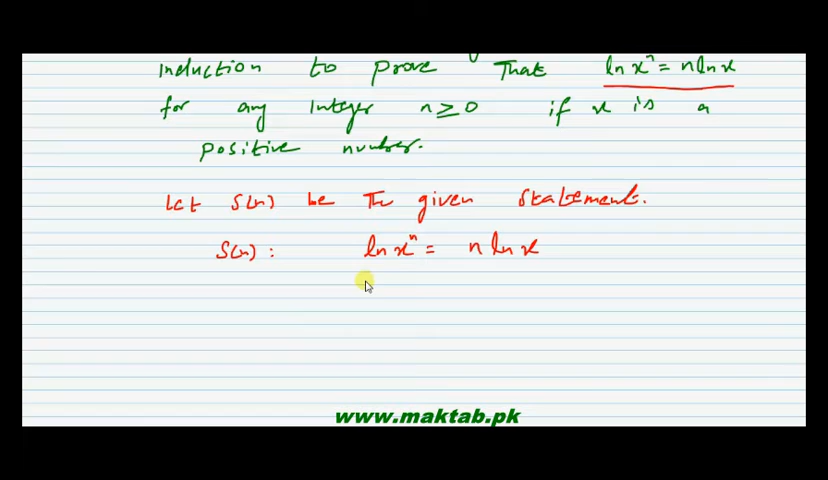 induction to prove That ln xⁿ = n ln x
for any Integer n ≥ 0 if x is a
positive number.
Let S(n) be The given statement.
S(n): ln xⁿ = n ln x
www.maktab.pk